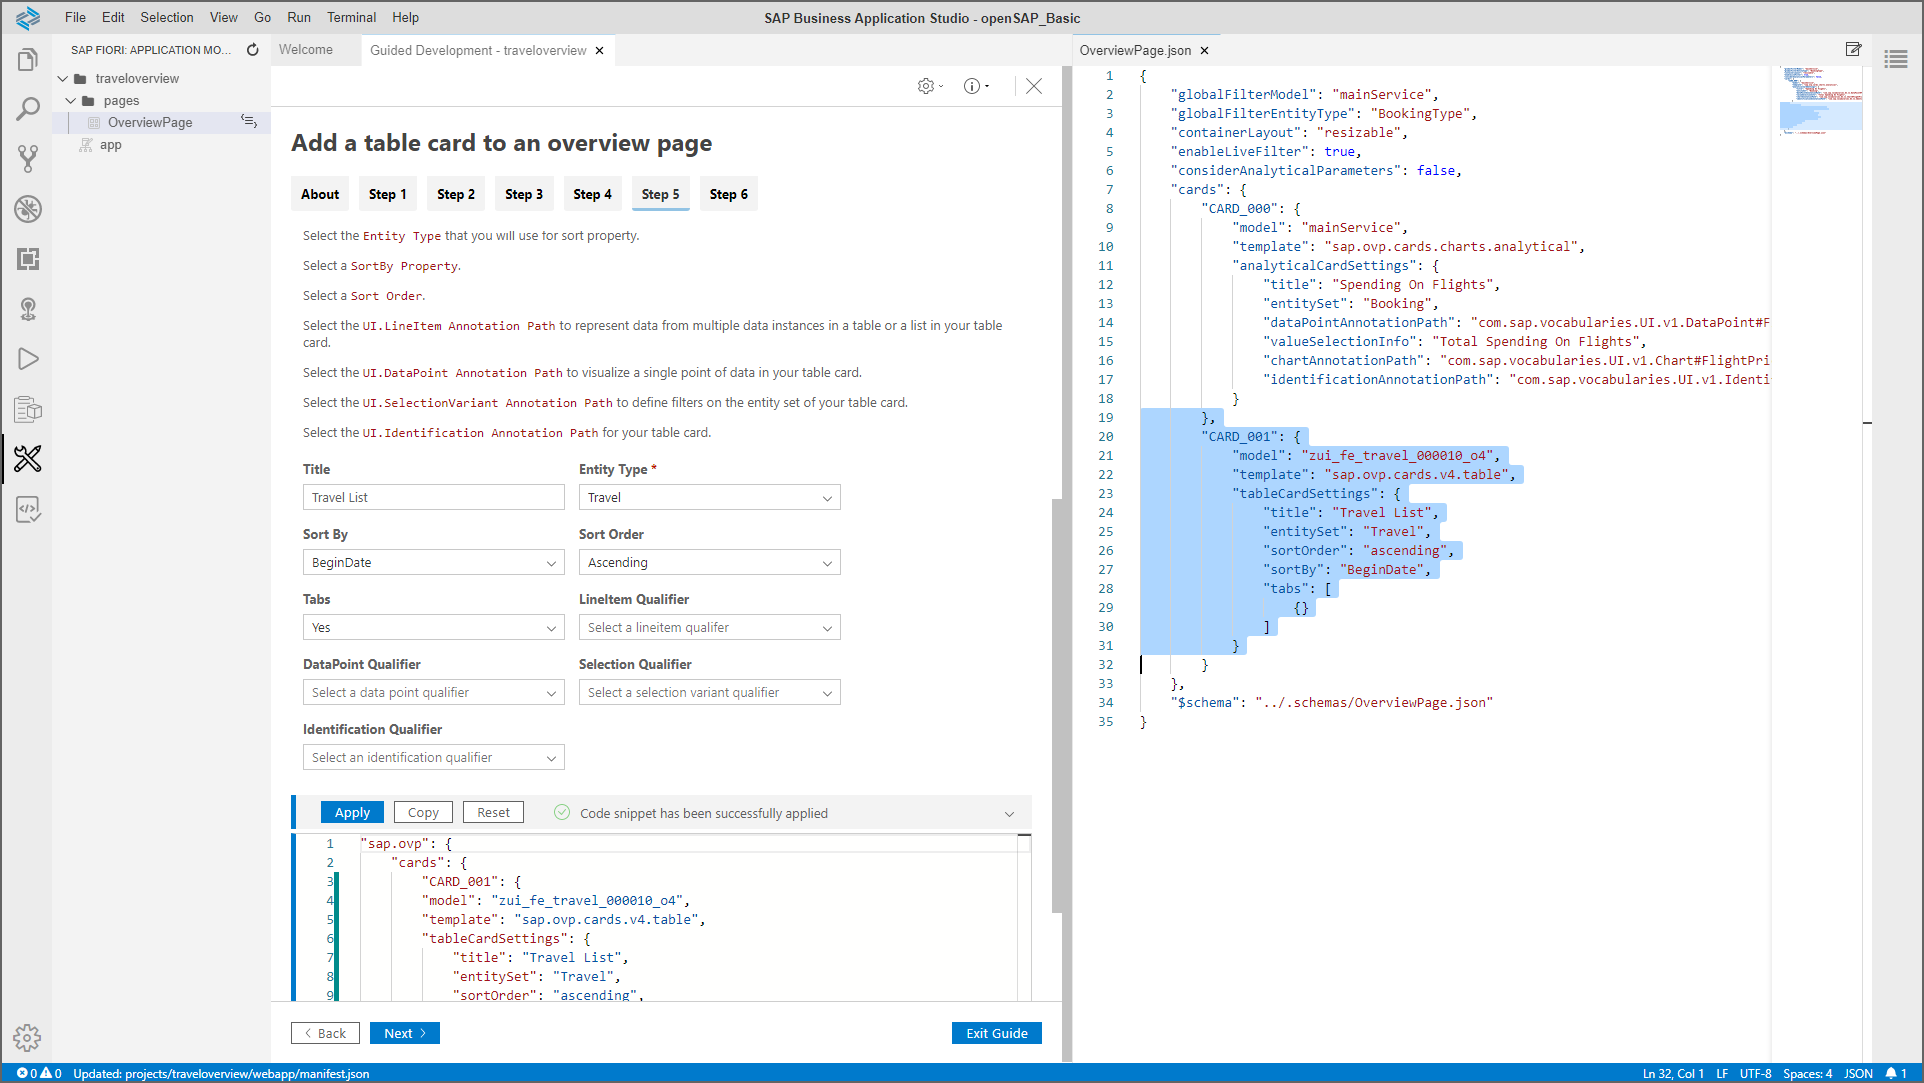 File Edit Selection View Go Run Terminal Help
SAP Business Application Studio - openSAP_Basic
SAP FIORI: APPLICATION MO...
traveloverview
pages
OverviewPage
app
Welcome
Guided Development - traveloverview
Add a table card to an overview page
About Step 1 Step 2 Step 3 Step 4 Step 5 Step 6
Select the Entity Type that you will use for sort property.
Select a SortBy Property.
Select a Sort Order.
Select the UI.LineItem Annotation Path to represent data from multiple data instances in a table or a list in your table
card.
Select the UI.DataPoint Annotation Path to visualize a single point of data in your table card.
Select the UI.SelectionVariant Annotation Path to define filters on the entity set of your table card.
Select the UI.Identification Annotation Path for your table card.
Title Entity Type *
Travel List Travel
Sort By Sort Order
BeginDate Ascending
Tabs LineItem Qualifier
Yes Select a lineitem qualifer
DataPoint Qualifier Selection Qualifier
Select a data point qualifier Select a selection variant qualifier
Identification Qualifier
Select an identification qualifier
Apply Copy Reset Code snippet has been successfully applied
1 "sap.ovp": {
2 "cards": {
3 "CARD_001": {
4 "model": "zui_fe_travel_000010_o4",
5 "template": "sap.ovp.cards.v4.table",
6 "tableCardSettings": {
7 "title": "Travel List",
8 "entitySet": "Travel",
9 "sortOrder": "ascending",
Back Next Exit Guide
OverviewPage.json
1 {
2 "globalFilterModel": "mainService",
3 "globalFilterEntityType": "BookingType",
4 "containerLayout": "resizable",
5 "enableLiveFilter": true,
6 "considerAnalyticalParameters": false,
7 "cards": {
8 "CARD_000": {
9 "model": "mainService",
10 "template": "sap.ovp.cards.charts.analytical",
11 "analyticalCardSettings": {
12 "title": "Spending On Flights",
13 "entitySet": "Booking",
14 "dataPointAnnotationPath": "com.sap.vocabularies.UI.v1.DataPoint#F
15 "valueSelectionInfo": "Total Spending On Flights",
16 "chartAnnotationPath": "com.sap.vocabularies.UI.v1.Chart#FlightPri
17 "identificationAnnotationPath": "com.sap.vocabularies.UI.v1.Identi
18 }
19 },
20 "CARD_001": {
21 "model": "zui_fe_travel_000010_o4",
22 "template": "sap.ovp.cards.v4.table",
23 "tableCardSettings": {
24 "title": "Travel List",
25 "entitySet": "Travel",
26 "sortOrder": "ascending",
27 "sortBy": "BeginDate",
28 "tabs": [
29 {}
30 ]
31 }
32 }
33 },
34 "$schema": "../.schemas/OverviewPage.json"
35 }
0 0 Updated: projects/traveloverview/webapp/manifest.json
Ln 32, Col 1 LF UTF-8 Spaces: 4 JSON 1